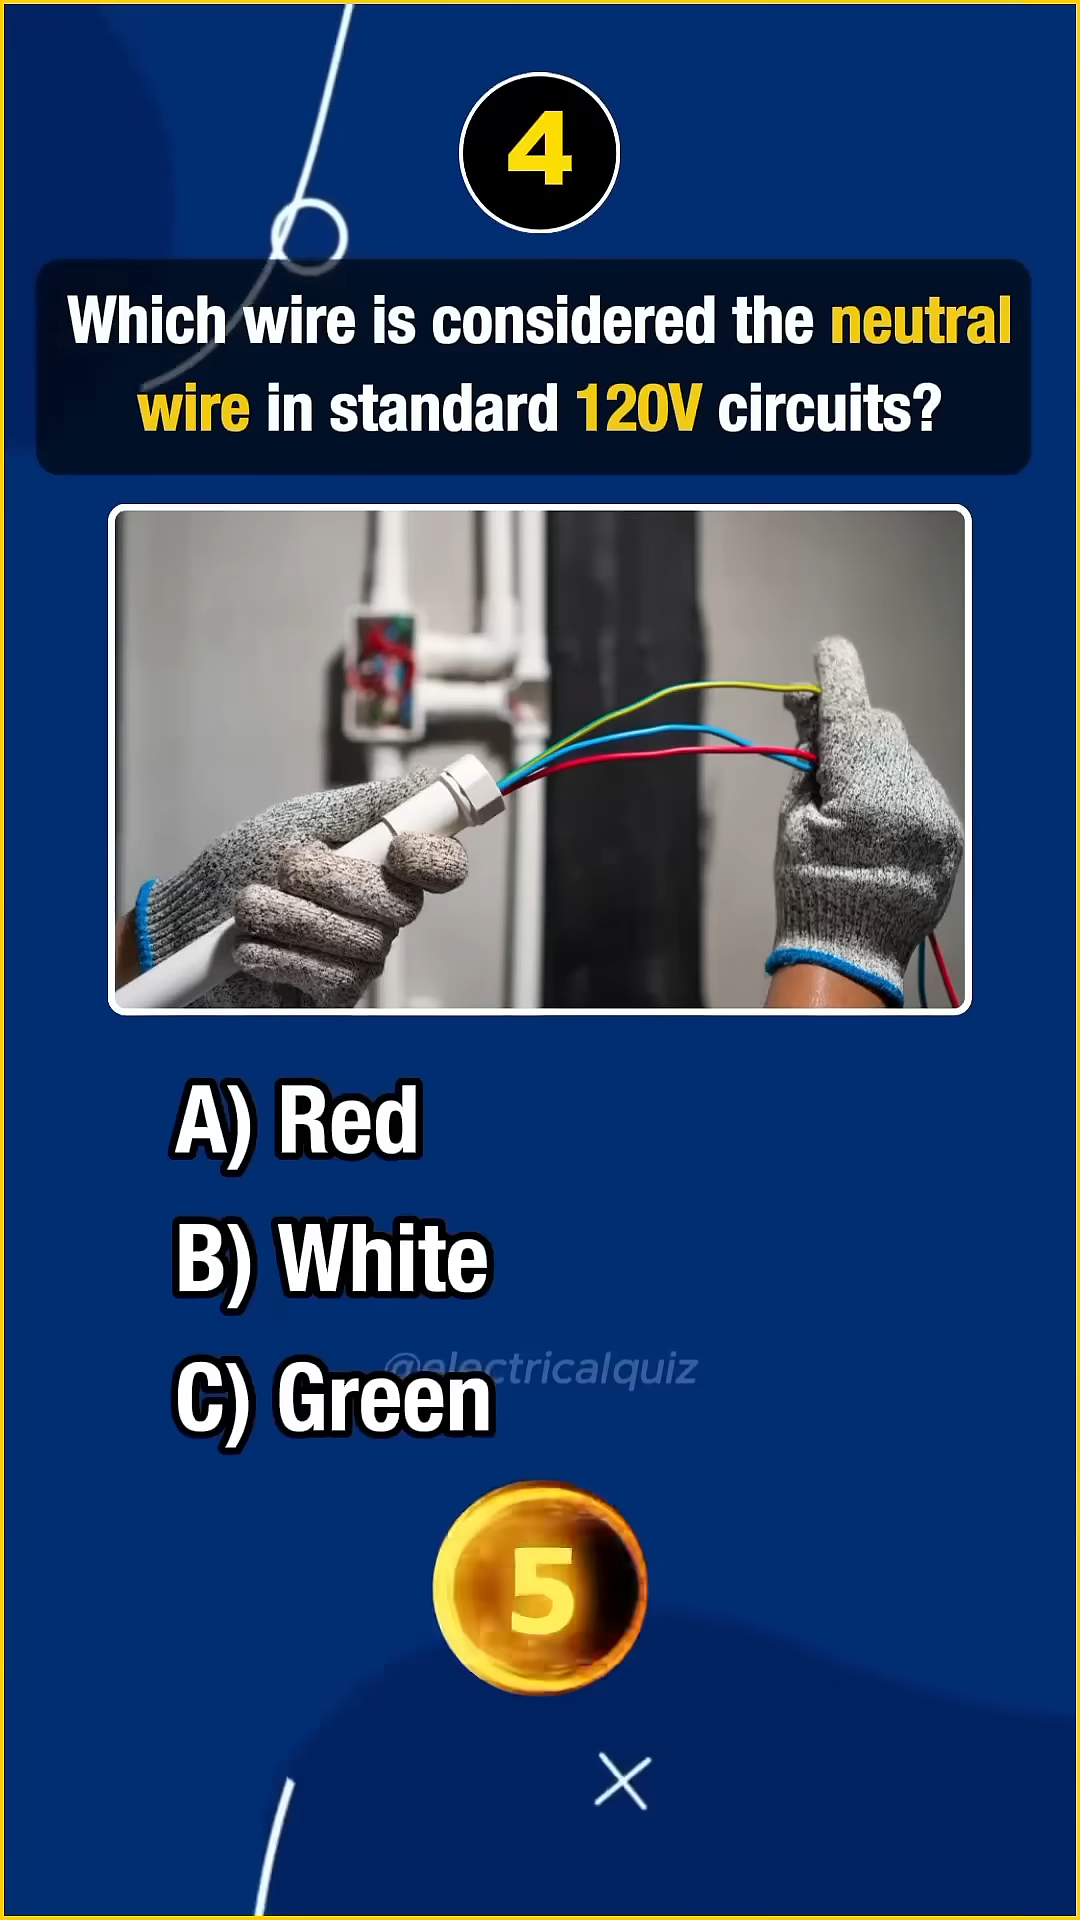 4
Which wire is considered the neutral
wire in standard 120V circuits?
A) Red
B) White
@electricalquiz
C) Green
5